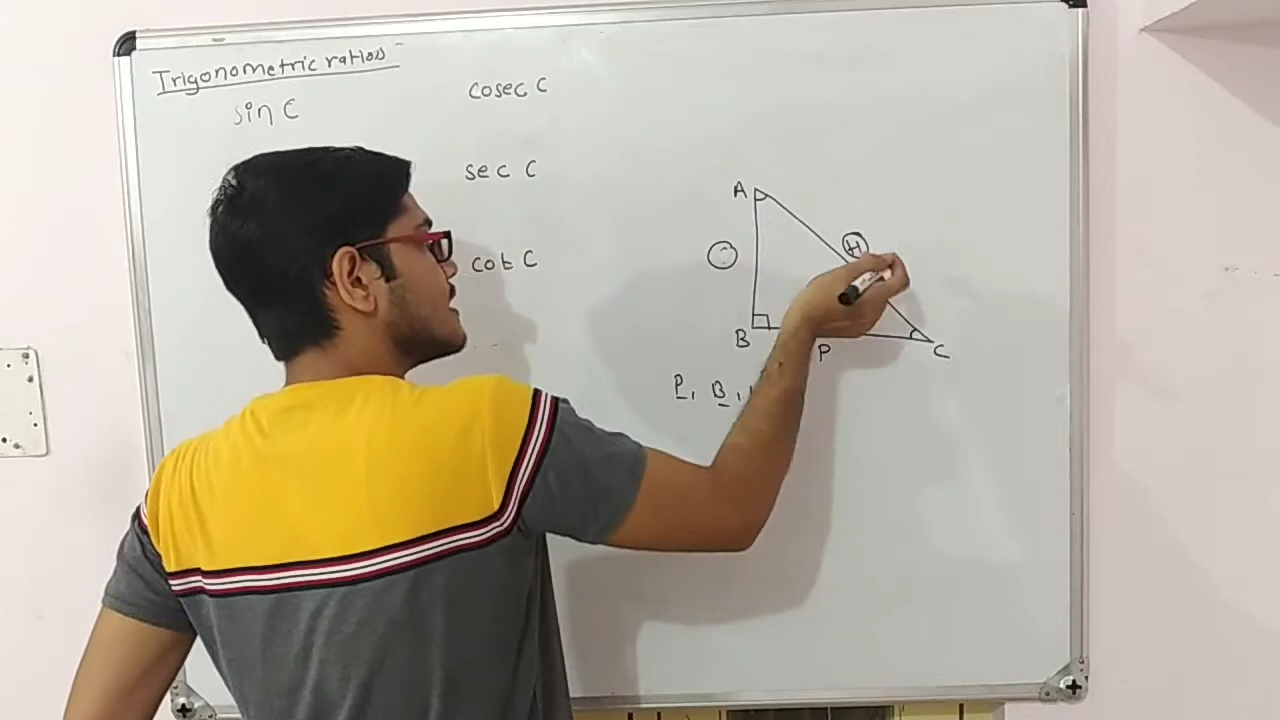 Trigonometric ratios
sin C
cosec C
sec C
cot C
A
H
B
P
C
P, B,